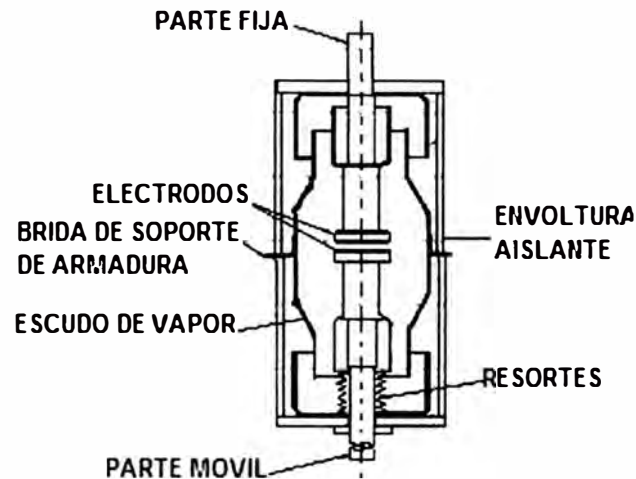 PARTE FIJA
ELECTRODOS
BRIDA DE SOPORTE
DE ARMADURA
ENVOLTURA
AISLANTE
ESCUDO DE VAPOR
RESORTES
PARTE MOVIL